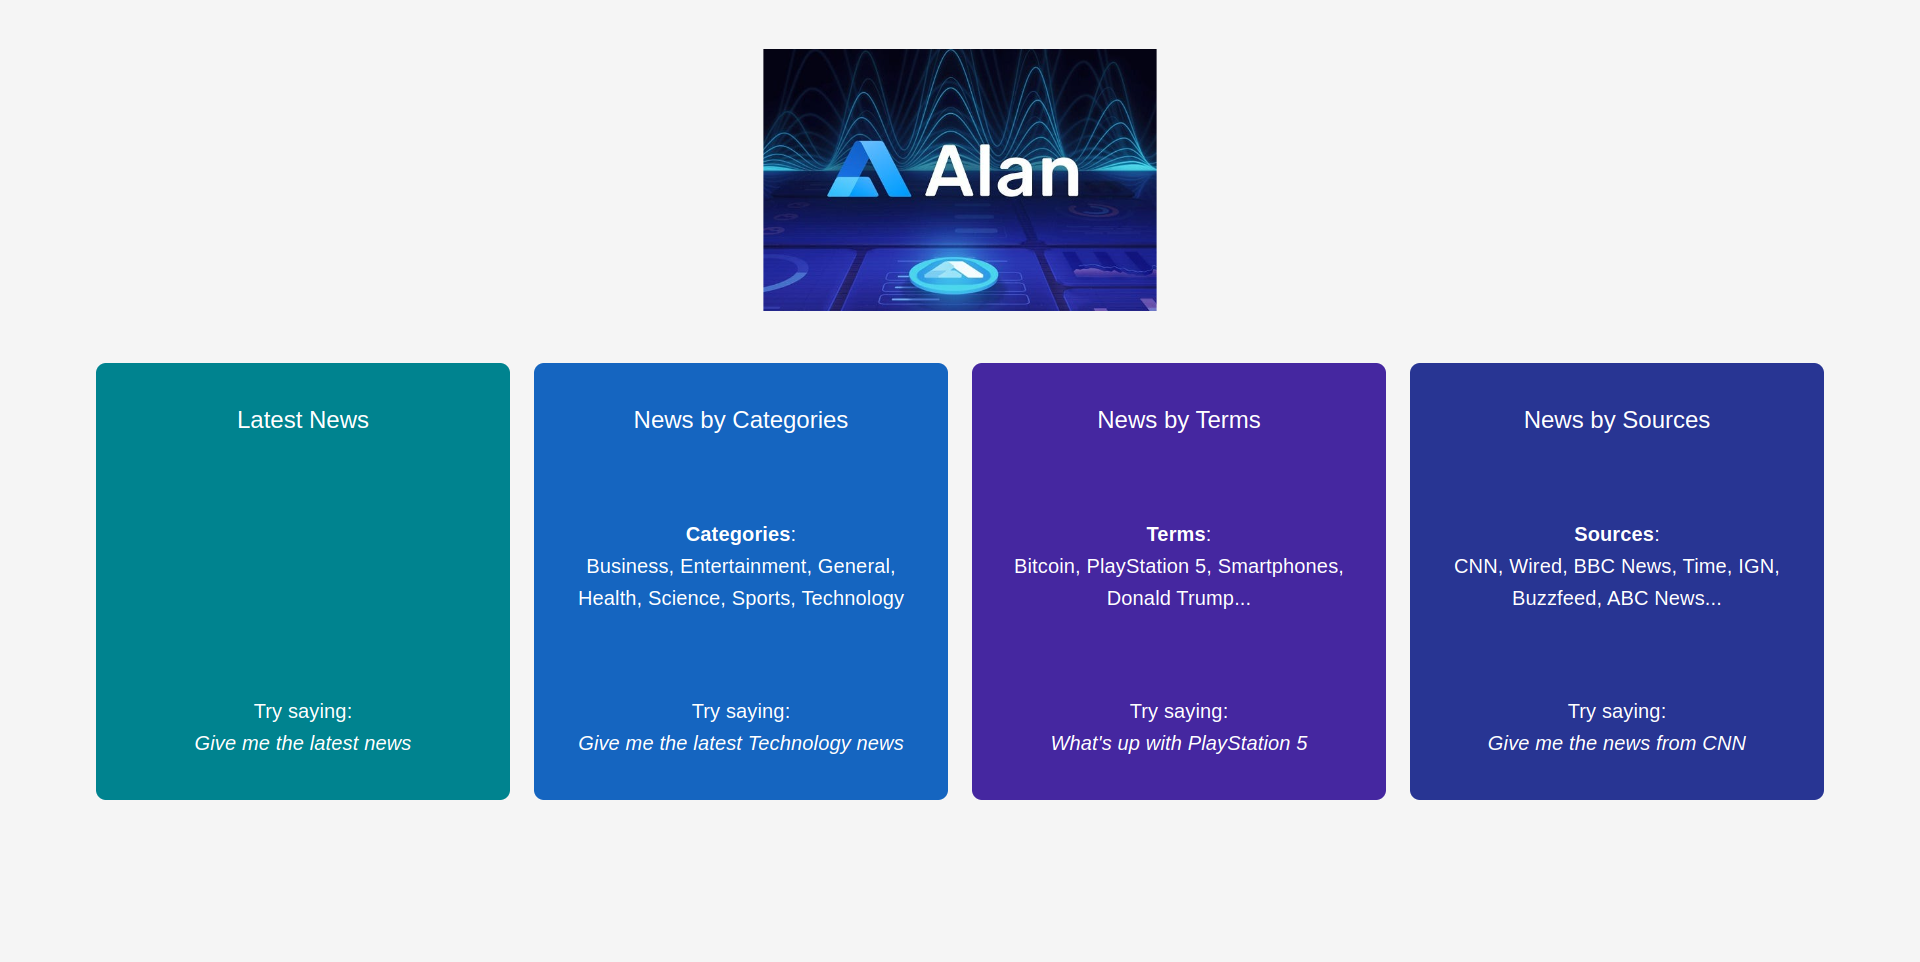 Alan
Latest News
Try saying:
Give me the latest news
News by Categories
Categories:
Business, Entertainment, General,
Health, Science, Sports, Technology
Try saying:
Give me the latest Technology news
News by Terms
Terms:
Bitcoin, PlayStation 5, Smartphones,
Donald Trump...
Try saying:
What's up with PlayStation 5
News by Sources
Sources:
CNN, Wired, BBC News, Time, IGN,
Buzzfeed, ABC News...
Try saying:
Give me the news from CNN